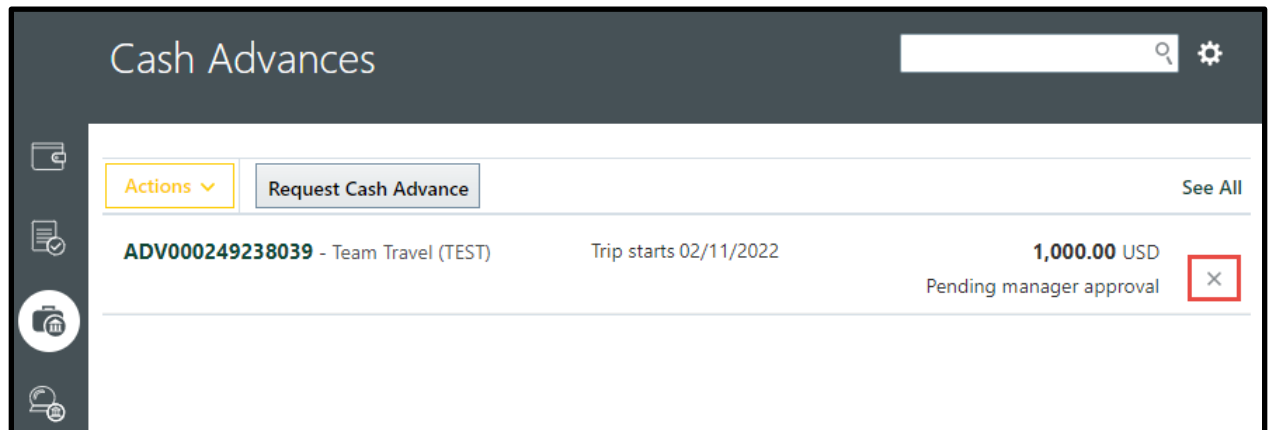 Cash Advances
Actions
Request Cash Advance
See All
ADV000249238039 - Team Travel (TEST)
Trip starts 02/11/2022
1,000.00 USD
Pending manager approval